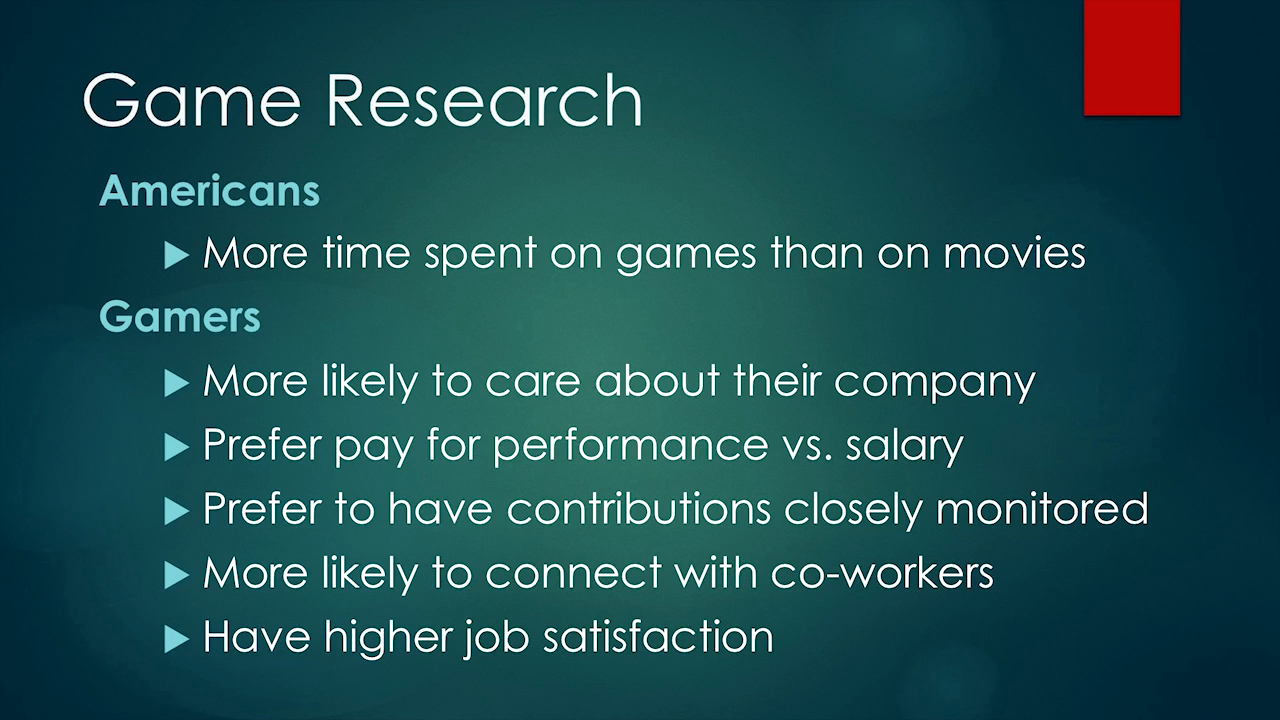 Game Research
Americans
More time spent on games than on movies
Gamers
More likely to care about their company
Prefer pay for performance vs. salary
Prefer to have contributions closely monitored
More likely to connect with co-workers
Have higher job satisfaction